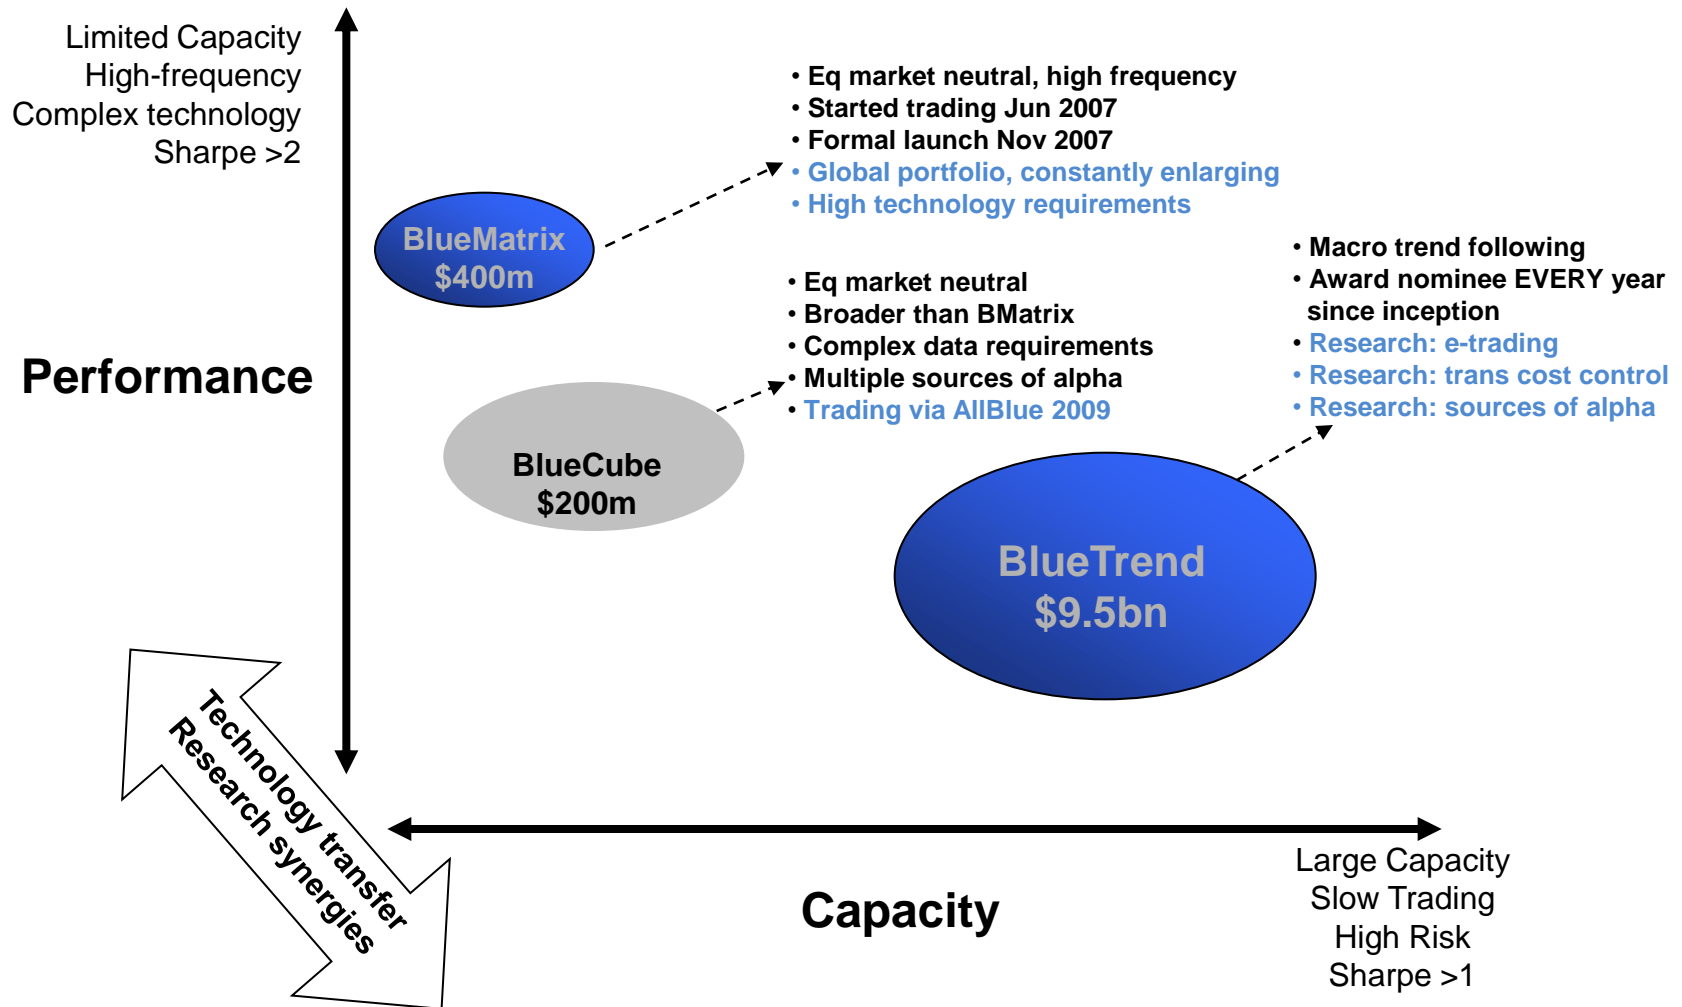 Limited Capacity
High-frequency
Complex technology
Sharpe >2
• Eq market neutral, high frequency
• Started trading Jun 2007
• Formal launch Nov 2007
• Global portfolio, constantly enlarging
• High technology requirements
BlueMatrix
$400m
• Macro trend following
• Award nominee EVERY year
since inception
• Research: e-trading
• Research: trans cost control
• Research: sources of alpha
• Eq market neutral
• Broader than BMatrix
• Complex data requirements
• Multiple sources of alpha
• Trading via AllBlue 2009
Performance
BlueCube
$200m
BlueTrend
$9.5bn
Technology transfer
Research synergies
Capacity
Large Capacity
Slow Trading
High Risk
Sharpe >1